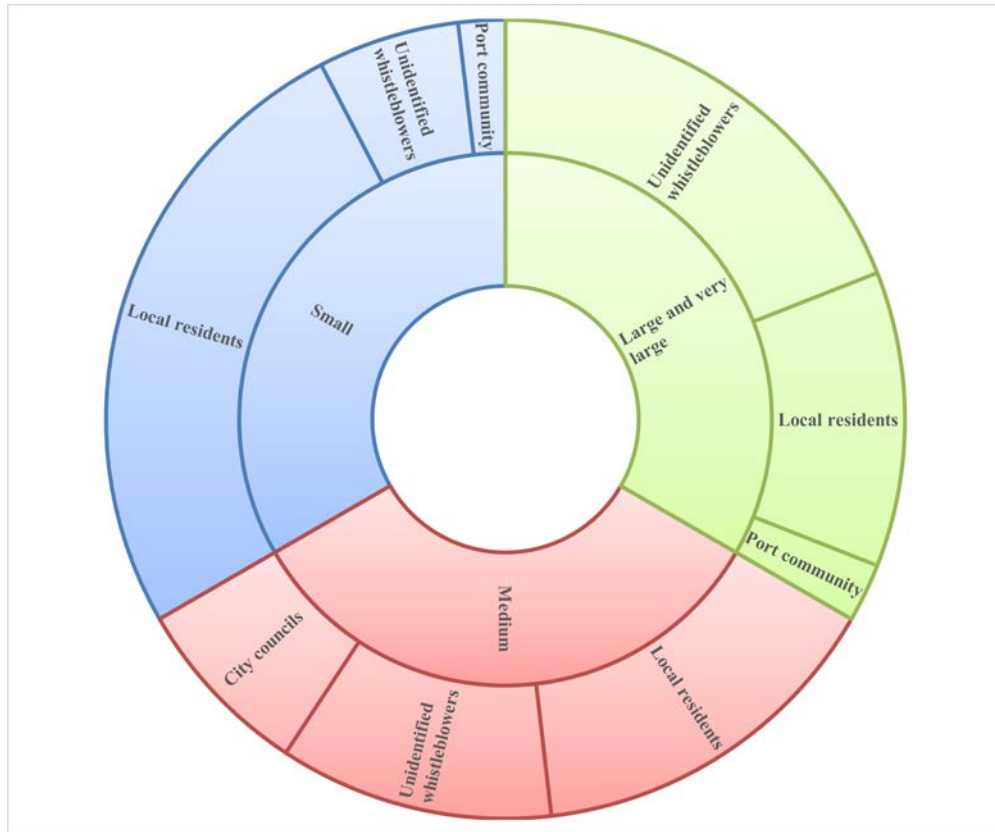 Port community
Unidentified
whistleblowers
Local residents
Small
Unidentified
whistleblowers
Large and very
large
Local residents
Port community
Medium
Local residents
Unidentified
whistleblowers
City councils